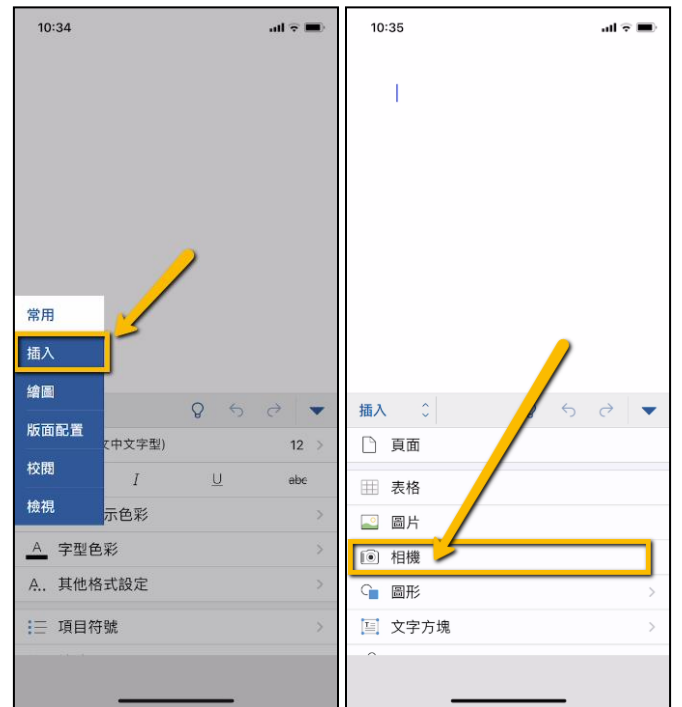 10:34
常用
插入
繪圖
版面配置
校閱
檢視
文中文字型) 12
I U abc
示色彩
A 字型色彩
A.. 其他格式設定
項目符號
10:35
插入
頁面
表格
圖片
相機
圖形
文字方塊